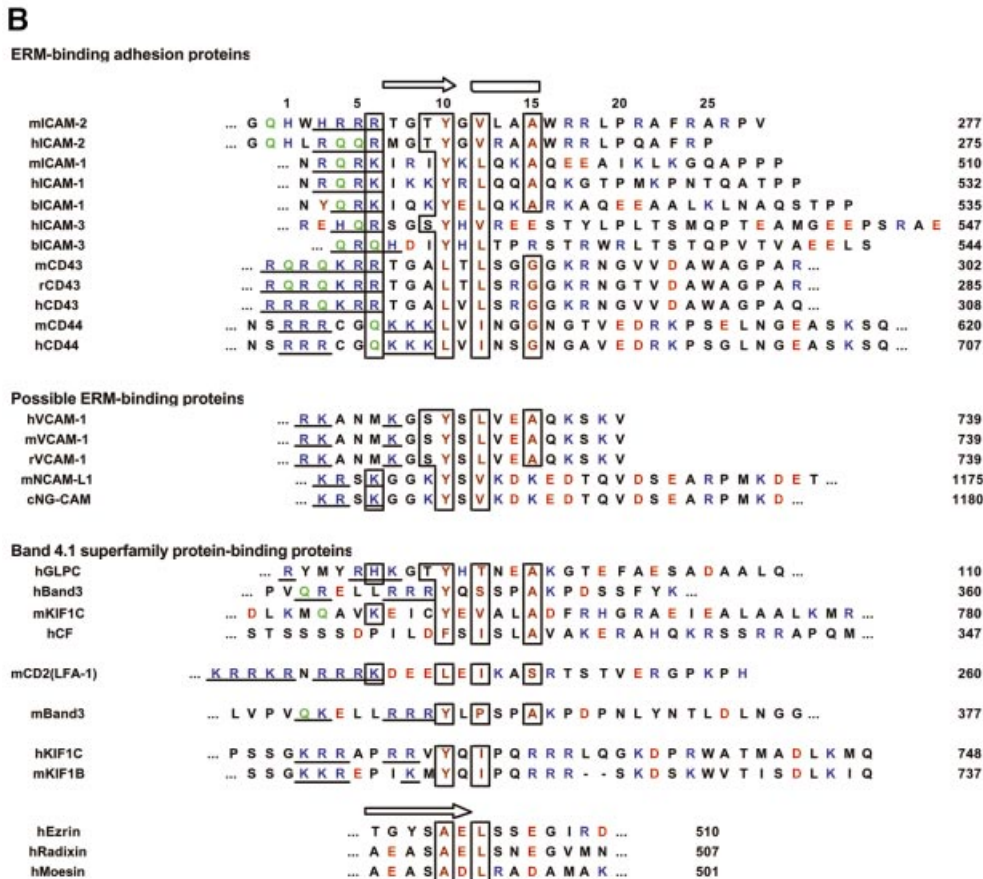 B
ERM-binding adhesion proteins
1 5 10 15 20 25
mICAM-2 ... G Q H W H R R R T G T Y G V L A A W R R L P R A F R A R P V 277
hICAM-2 ... G Q H L R Q Q R M G T Y G V R A A W R R L P Q A F R P 275
mICAM-1 ... N R Q R K I R I Y K L Q K A Q E E A I K L K G Q A P P P 510
hICAM-1 ... N R Q R K I K K Y R L Q Q A Q K G T P M K P N T Q A T P P 532
bICAM-1 ... N Y Q R K I Q K Y E L Q K A R K A Q E E A A L K L N A Q S T P P 535
hICAM-3 ... R E H Q R S G S Y H V R E E S T Y L P L T S M Q P T E A M G E E P S R A E 547
bICAM-3 ... Q R Q H D I Y H L T P R S T R W R L T S T Q P V T V A E E L S 544
mCD43 ... R Q R Q K R R T G A L T L S G G G K R N G V V D A W A G P A R ... 302
rCD43 ... R Q R Q K R R T G A L T L S R G G K R N G T V D A W A G P A R ... 285
hCD43 ... R R R Q K R R T G A L V L S R G G K R N G V V D A W A G P A Q ... 308
mCD44 ... N S R R R C G Q K K K L V I N G G N G T V E D R K P S E L N G E A S K S Q ... 620
hCD44 ... N S R R R C G Q K K K L V I N S G N G A V E D R K P S G L N G E A S K S Q ... 707
Possible ERM-binding proteins
hVCAM-1 ... R K A N M K G S Y S L V E A Q K S K V 739
mVCAM-1 ... R K A N M K G S Y S L V E A Q K S K V 739
rVCAM-1 ... R K A N M K G S Y S L V E A Q K S K V 739
mNCAM-L1 ... K R S K G G K Y S V K D K E D T Q V D S E A R P M K D E T ... 1175
cNG-CAM ... K R S K G G K Y S V K D K E D T Q V D S E A R P M K D ... 1180
Band 4.1 superfamily protein-binding proteins
hGLPC ... R Y M Y R H K G T Y H T N E A K G T E F A E S A D A A L Q ... 110
hBand3 ... P V Q R E L L R R R Y Q S S P A K P D S S F Y K ... 360
mKIF1C ... D L K M Q A V K E I C Y E V A L A D F R H G R A E I E A L A A L K M R ... 780
hCF ... S T S S S S D P I L D F S I S L A V A K E R A H Q K R S S R R A P Q M ... 347
mCD2(LFA-1) ... K R R K R N R R R K D E E L E I K A S R T S T V E R G P K P H 260
mBand3 ... L V P V Q K E L L R R R Y L P S P A K P D P N L Y N T L D L N G G ... 377
hKIF1C ... P S S G K R R A P R R V Y Q I P Q R R R L Q G K D P R W A T M A D L K M Q 748
mKIF1B ... S S G K K R E P I K M Y Q I P Q R R R - - S K D S K W V T I S D L K I Q 737
hEzrin ... T G Y S A E L S S E G I R D ... 510
hRadixin ... A E A S A E L S N E G V M N ... 507
hMoesin ... A E A S A D L R A D A M A K ... 501